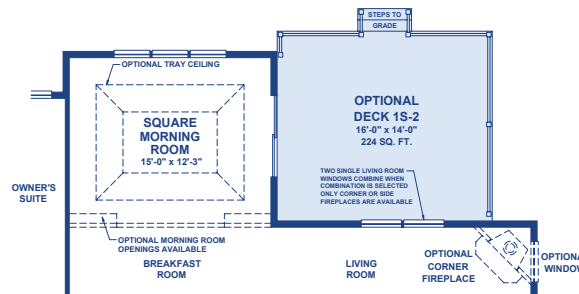 STEPS TO
GRADE
OPTIONAL TRAY CEILING
SQUARE
MORNING
ROOM
15'-0" x 12'-3"
OPTIONAL
DECK 1S-2
16'-0" x 14'-0"
224 SQ. FT.
OWNER'S
SUITE
TWO SINGLE LIVING ROOM
WINDOWS COMBINE WHEN
COMBINATION IS SELECTED
ONLY CORNER OR SIDE
FIREPLACES ARE AVAILABLE
OPTIONAL MORNING ROOM
OPENINGS AVAILABLE
BREAKFAST
ROOM
LIVING
ROOM
OPTIONAL
CORNER
FIREPLACE
OPTIONA
WINDOW